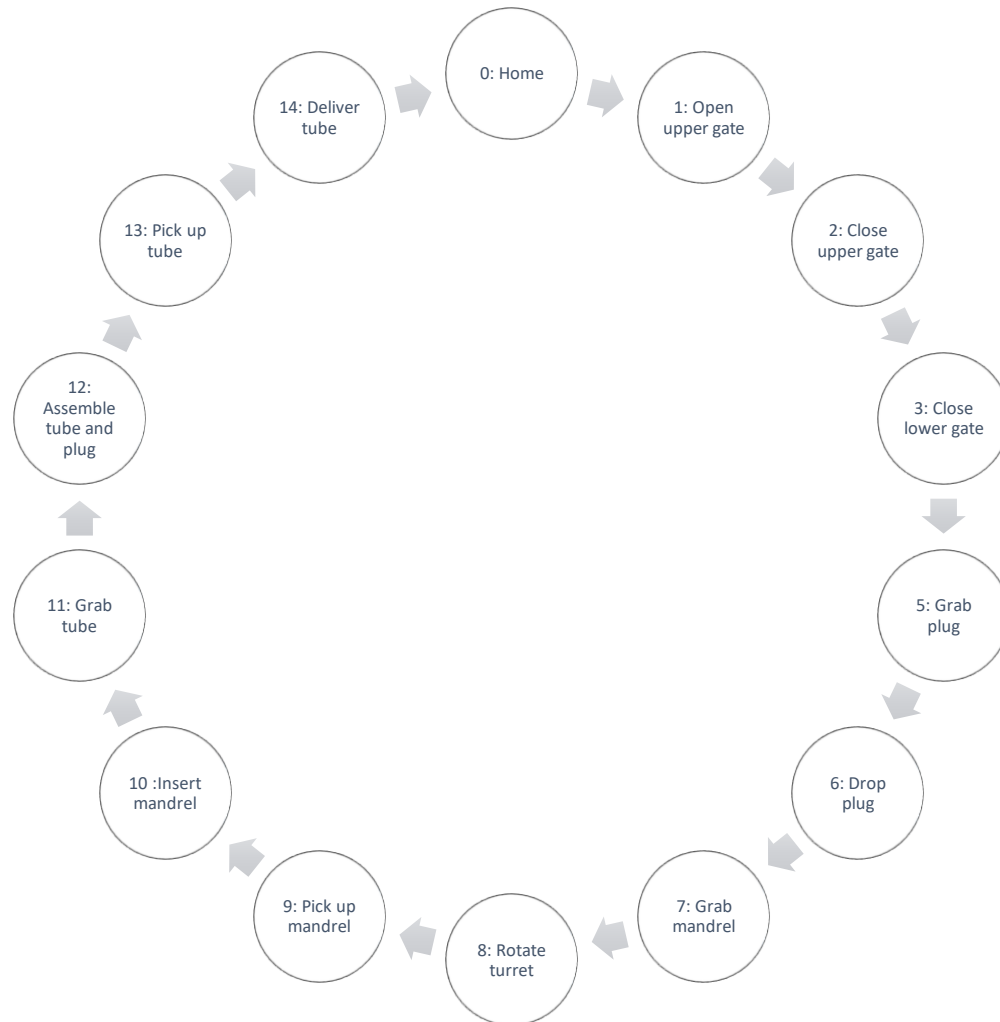 0: Home
1: Open
upper gate
2: Close
upper gate
3: Close
lower gate
5: Grab
plug
6: Drop
plug
7: Grab
mandrel
8: Rotate
turret
9: Pick up
mandrel
10 :Insert
mandrel
11: Grab
tube
12:
Assemble
tube and
plug
13: Pick up
tube
14: Deliver
tube